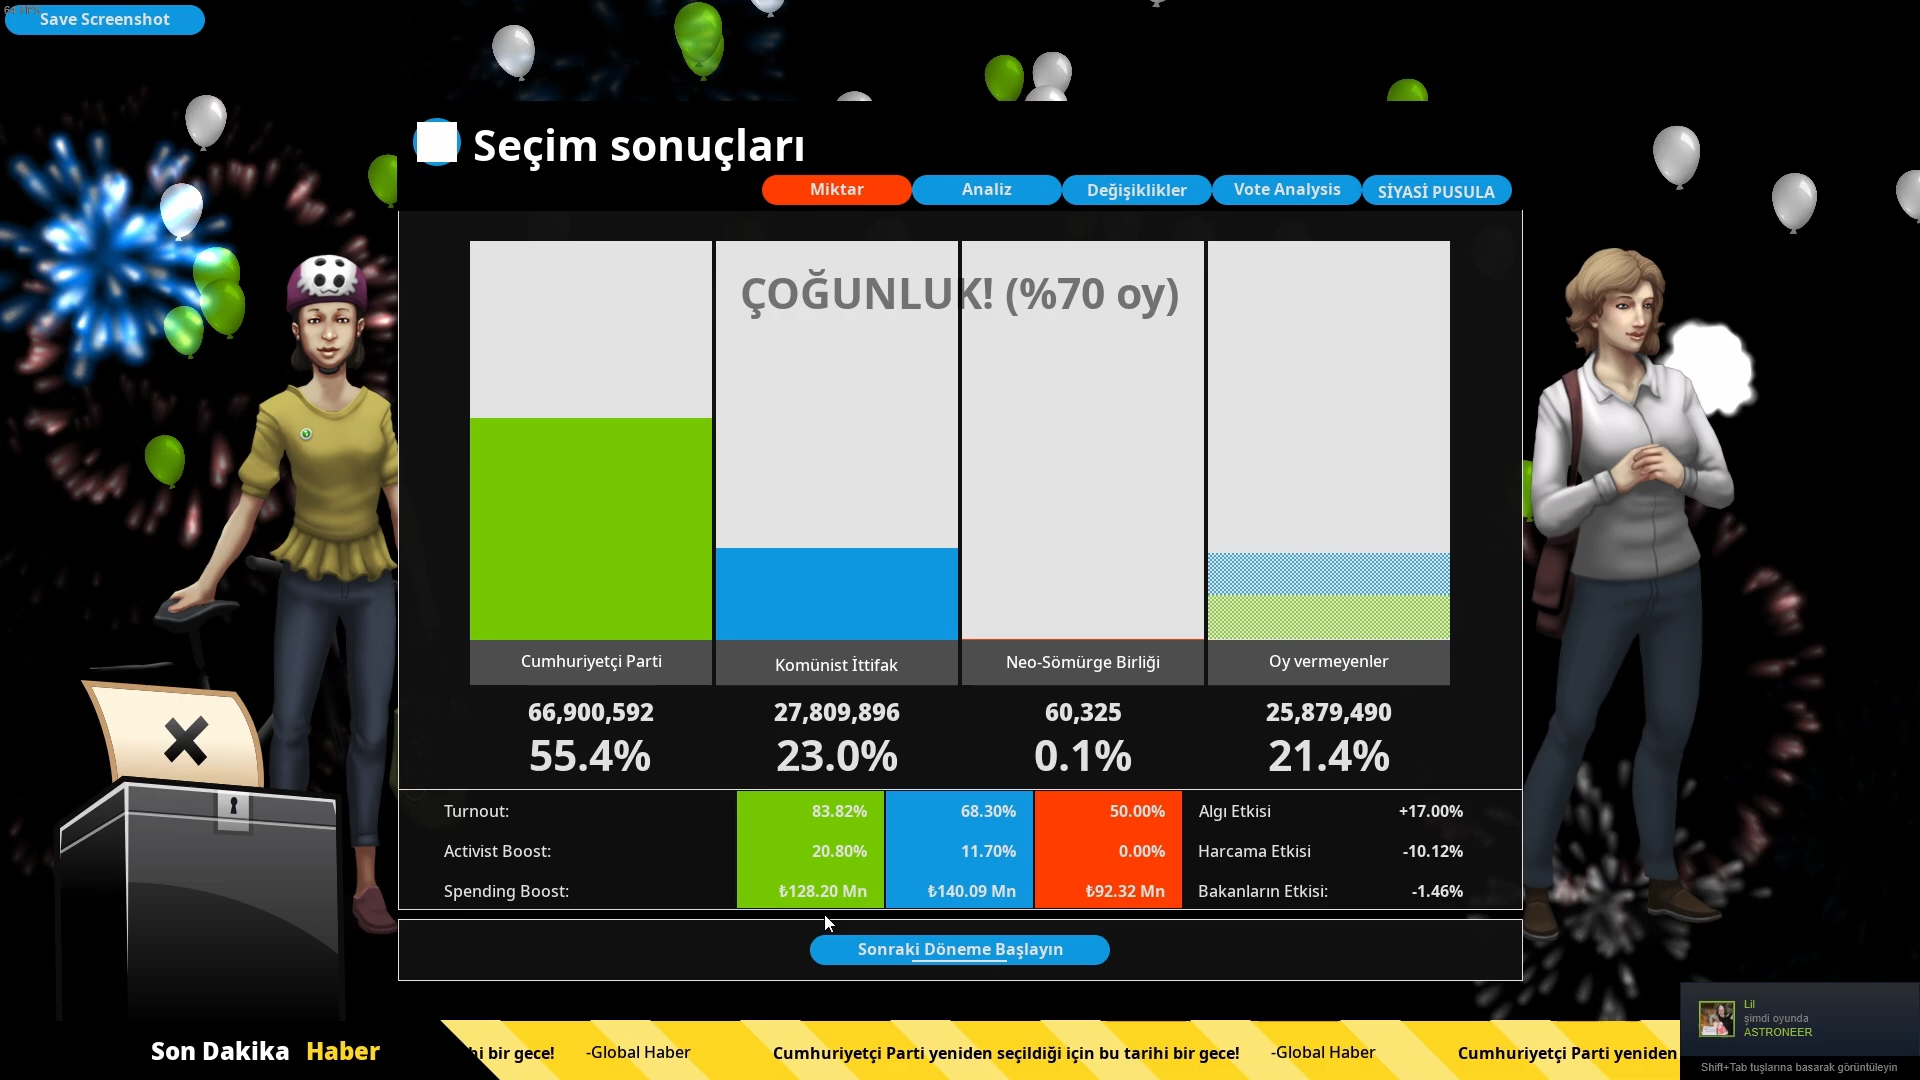 Save Screenshot
Seçim sonuçları
Miktar
Analiz
Değişiklikler
Vote Analysis
SİYASİ PUSULA
ÇOĞUNLUK! (%70 oy)
Cumhuriyetçi Parti
Komünist İttifak
Neo-Sömürge Birliği
Oy vermeyenler
66,900,592
27,809,896
60,325
25,879,490
55.4%
23.0%
0.1%
21.4%
Turnout:
83.82%
68.30%
50.00%
Algı Etkisi
+17.00%
Activist Boost:
20.80%
11.70%
0.00%
Harcama Etkisi
-10.12%
Spending Boost:
₺128.20 Mn
₺140.09 Mn
₺92.32 Mn
Bakanların Etkisi:
-1.46%
Sonraki Döneme Başlayın
Lil
şimdi oyunda
ASTRONEER
Shift+Tab tuşlarına basarak görüntüleyin
Son Dakika Haber
hi bir gece! -Global Haber Cumhuriyetçi Parti yeniden seçildiği için bu tarihi bir gece! -Global Haber Cumhuriyetçi Parti yeniden